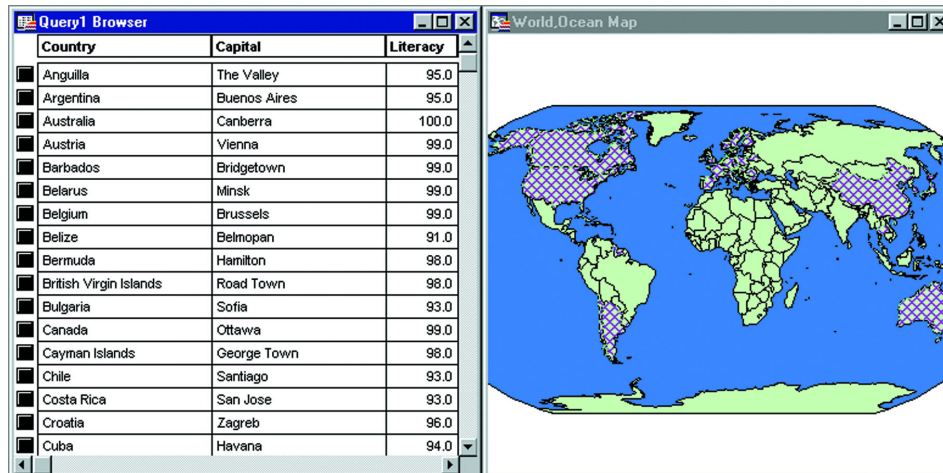 Query1 Browser
Country Capital Literacy
Anguilla The Valley 95.0
Argentina Buenos Aires 95.0
Australia Canberra 100.0
Austria Vienna 99.0
Barbados Bridgetown 99.0
Belarus Minsk 99.0
Belgium Brussels 99.0
Belize Belmopan 91.0
Bermuda Hamilton 98.0
British Virgin Islands Road Town 98.0
Bulgaria Sofia 93.0
Canada Ottawa 99.0
Cayman Islands George Town 98.0
Chile Santiago 93.0
Costa Rica San Jose 93.0
Croatia Zagreb 96.0
Cuba Havana 94.0
World,Ocean Map